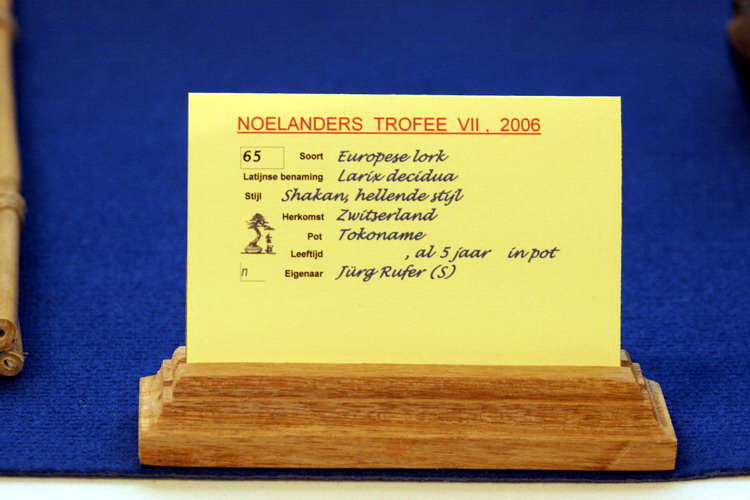 NOELANDERS TROFEE VII, 2006
65 Soort Europese lork
Latijnse benaming Larix decidua
Stijl Shakan, hellende stijl
Herkomst Zwitserland
Pot Tokoname
Leeftijd , al 5 jaar in pot
n Eigenaar Jürg Rufer (S)